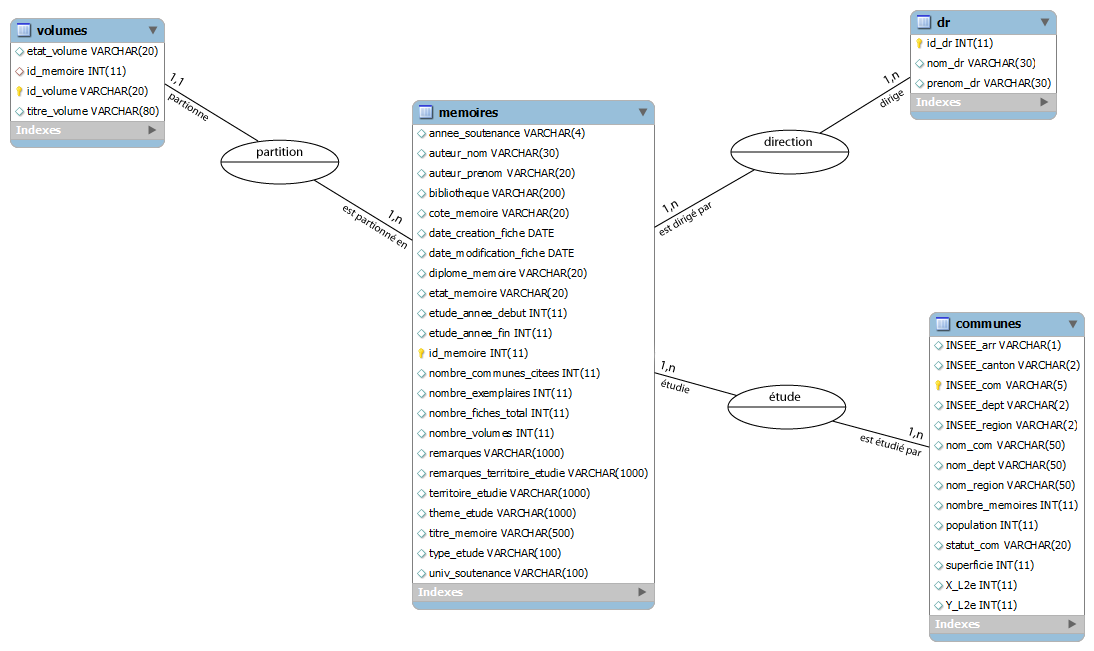 volumes
etat_volume VARCHAR(20)
id_memoire INT(11)
id_volume VARCHAR(20)
titre_volume VARCHAR(80)
Indexes
1,1
partionne
partition
1,n
est partionné en
memoires
annee_soutenance VARCHAR(4)
auteur_nom VARCHAR(30)
auteur_prenom VARCHAR(20)
bibliotheque VARCHAR(200)
cote_memoire VARCHAR(20)
date_creation_fiche DATE
date_modification_fiche DATE
diplome_memoire VARCHAR(20)
etat_memoire VARCHAR(20)
etude_annee_debut INT(11)
etude_annee_fin INT(11)
id_memoire INT(11)
nombre_communes_citees INT(11)
nombre_exemplaires INT(11)
nombre_fiches_total INT(11)
nombre_volumes INT(11)
remarques VARCHAR(1000)
remarques_territoire_etudie VARCHAR(1000)
territoire_etudie VARCHAR(1000)
theme_etude VARCHAR(1000)
titre_memoire VARCHAR(500)
type_etude VARCHAR(100)
univ_soutenance VARCHAR(100)
Indexes
dr
id_dr INT(11)
nom_dr VARCHAR(30)
prenom_dr VARCHAR(30)
Indexes
1,n
dirige
direction
1,n
est dirigé par
1,n
étudie
étude
1,n
est étudié par
communes
INSEE_arr VARCHAR(1)
INSEE_canton VARCHAR(2)
INSEE_com VARCHAR(5)
INSEE_dept VARCHAR(2)
INSEE_region VARCHAR(2)
nom_com VARCHAR(50)
nom_dept VARCHAR(50)
nom_region VARCHAR(50)
nombre_memoires INT(11)
population INT(11)
statut_com VARCHAR(20)
superficie INT(11)
X_L2e INT(11)
Y_L2e INT(11)
Indexes